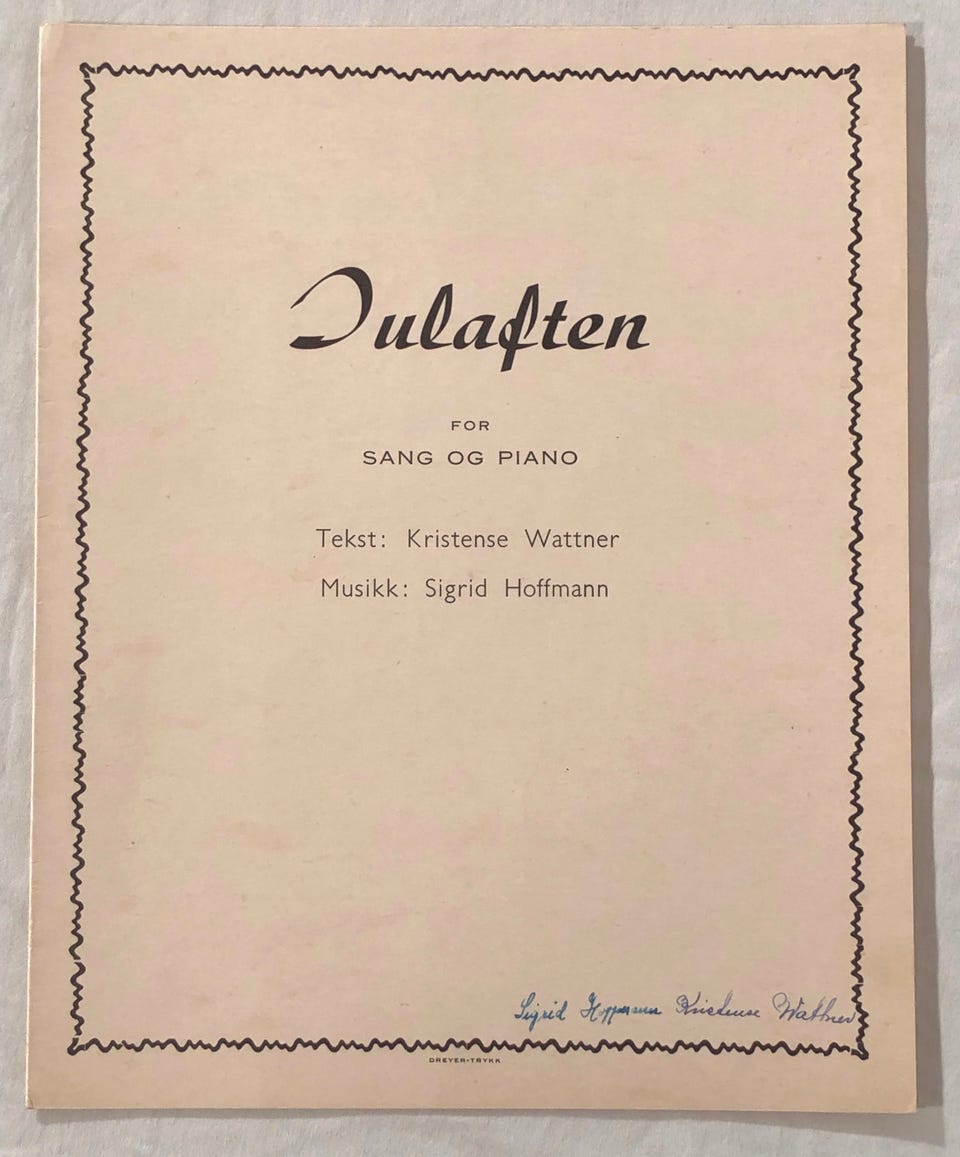 Julaften
FOR
SANG OG PIANO
Tekst: Kristense Wattner
Musikk: Sigrid Hoffmann
Sigrid Hoffmann Kristense Wattner
DREYER-TRYKK